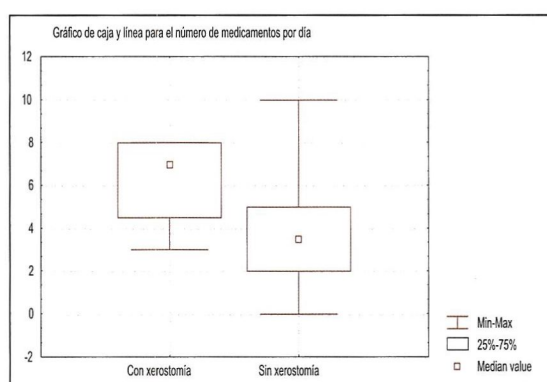 Gráfico de caja y línea para el número de medicamentos por día
12
10
8
6
4
2
0
-2
Con xerostomía
Sin xerostomía
Min-Max
25%-75%
Median value